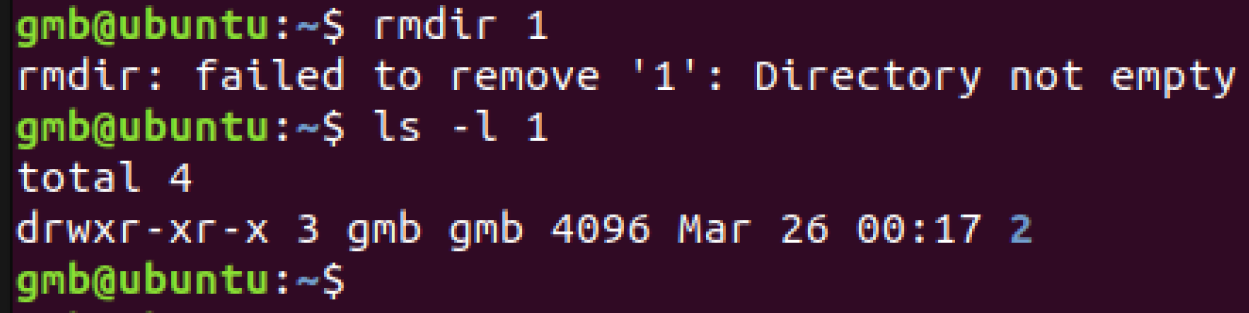 gmb@ubuntu:~$ rmdir 1
rmdir: failed to remove '1': Directory not empty
gmb@ubuntu:~$ ls -l 1
total 4
drwxr-xr-x 3 gmb gmb 4096 Mar 26 00:17 2
gmb@ubuntu:~$